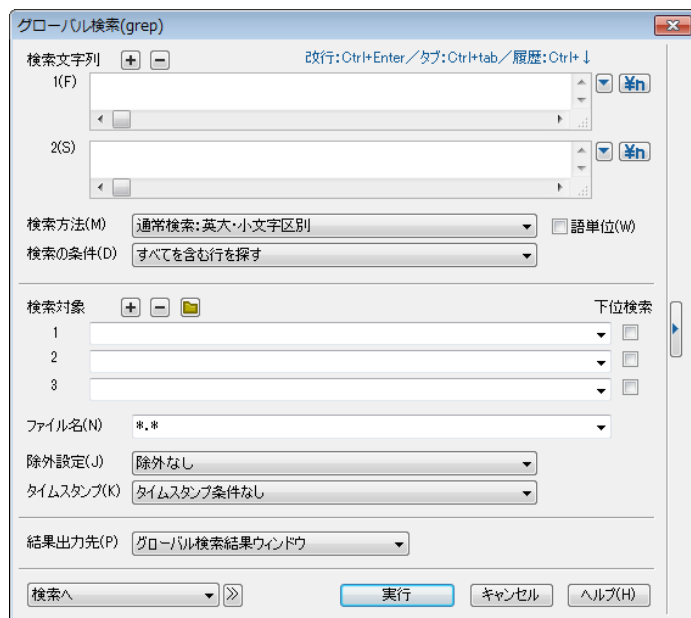 グローバル検索(grep)
検索文字列 改行:Ctrl+Enter/タブ:Ctrl+tab/履歴:Ctrl+↓
1(F) ¥n
2(S) ¥n
検索方法(M) 通常検索:英大・小文字区別 語単位(W)
検索の条件(D) すべてを含む行を探す
検索対象 下位検索
1
2
3
ファイル名(N) *.*
除外設定(J) 除外なし
タイムスタンプ(K) タイムスタンプ条件なし
結果出力先(P) グローバル検索結果ウィンドウ
検索へ 実行 キャンセル ヘルプ(H)